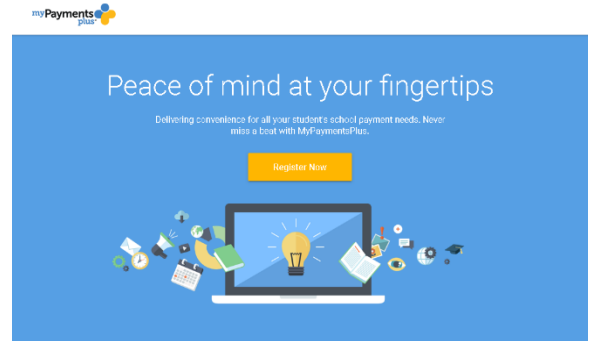 myPayments
plus
Peace of mind at your fingertips
Delivering convenience for all your student's school payment needs. Never
miss a beat with MyPaymentsPlus.
Register Now